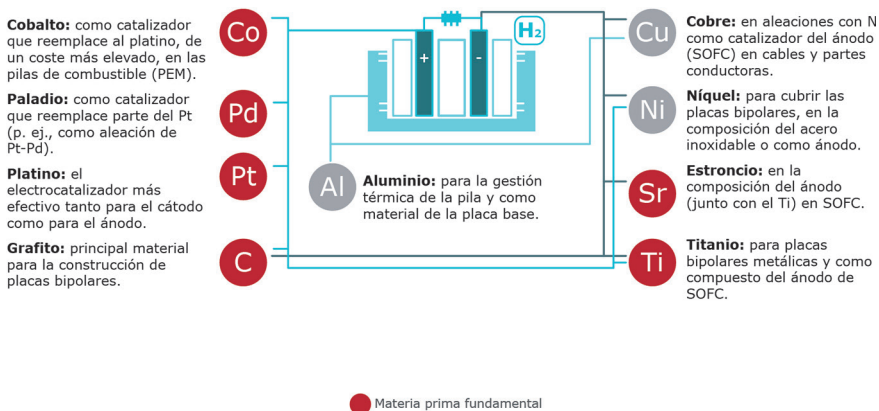 Cobalto: como catalizador
que reemplace al platino, de
un coste más elevado, en las
pilas de combustible (PEM).
Paladio: como catalizador
que reemplace parte del Pt
(p. ej., como aleación de
Pt-Pd).
Platino: el
electrocatalizador más
efectivo tanto para el cátodo
como para el ánodo.
Grafito: principal material
para la construcción de
placas bipolares.
Co
Pd
Pt
C
+
-
H₂
Al
Aluminio: para la gestión
térmica de la pila y como
material de la placa base.
Cu
Ni
Sr
Ti
Cobre: en aleaciones con N
como catalizador del ánodo
(SOFC) en cables y partes
conductoras.
Níquel: para cubrir las
placas bipolares, en la
composición del acero
inoxidable o como ánodo.
Estroncio: en la
composición del ánodo
(junto con el Ti) en SOFC.
Titanio: para placas
bipolares metálicas y como
compuesto del ánodo de
SOFC.
Materia prima fundamental